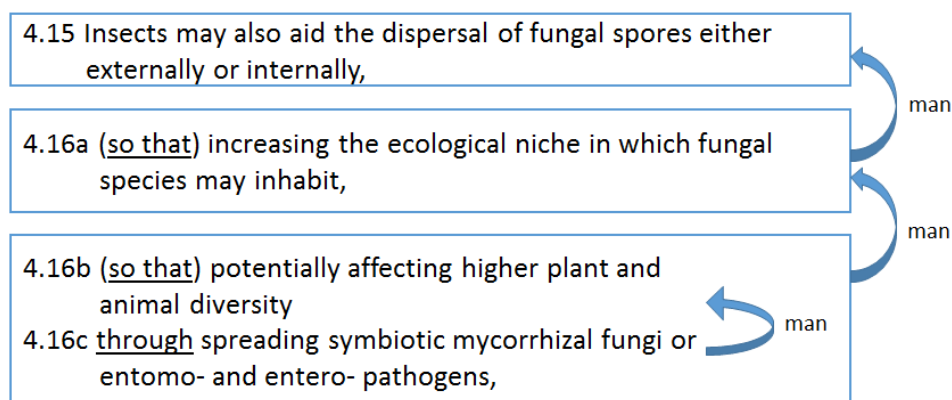 4.15 Insects may also aid the dispersal of fungal spores either
externally or internally,
man
4.16a (so that) increasing the ecological niche in which fungal
species may inhabit,
man
4.16b (so that) potentially affecting higher plant and
animal diversity
4.16c through spreading symbiotic mycorrhizal fungi or
entomo- and entero- pathogens,
man